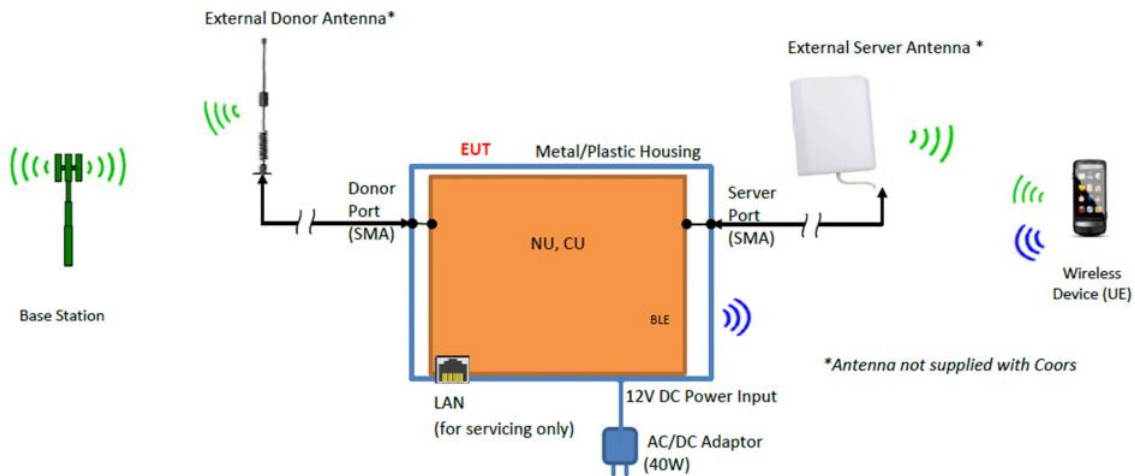 External Donor Antenna*
External Server Antenna *
EUT
Metal/Plastic Housing
Donor
Port
(SMA)
Server
Port
(SMA)
NU, CU
BLE
Base Station
Wireless
Device (UE)
*Antenna not supplied with Coors
LAN
(for servicing only)
12V DC Power Input
AC/DC Adaptor
(40W)